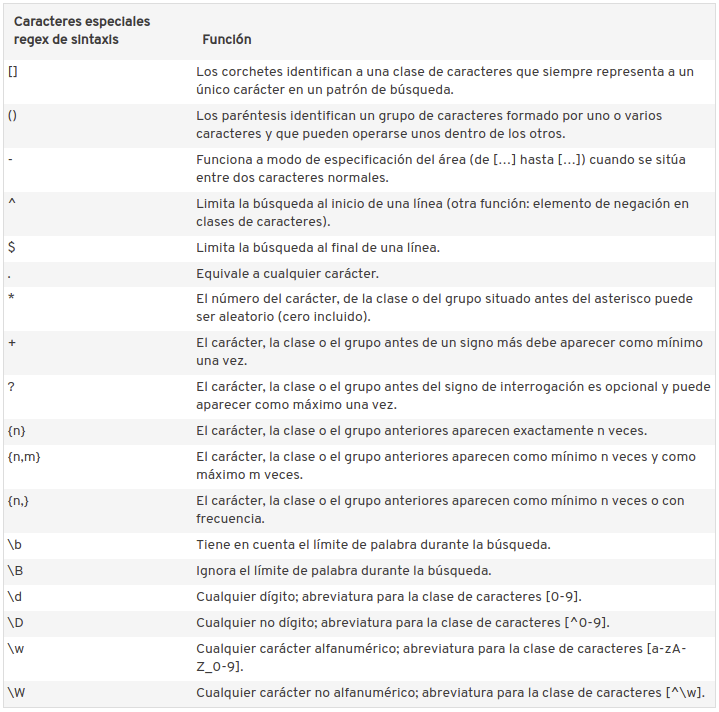 Caracteres especiales
regex de sintaxis
Función
[]
Los corchetes identifican a una clase de caracteres que siempre representa a un
único carácter en un patrón de búsqueda.
()
Los paréntesis identifican un grupo de caracteres formado por uno o varios
caracteres y que pueden operarse unos dentro de los otros.
-
Funciona a modo de especificación del área (de [...] hasta [...]) cuando se sitúa
entre dos caracteres normales.
^
Limita la búsqueda al inicio de una línea (otra función: elemento de negación en
clases de caracteres).
$
Limita la búsqueda al final de una línea.
.
Equivale a cualquier carácter.
*
El número del carácter, de la clase o del grupo situado antes del asterisco puede
ser aleatorio (cero incluido).
+
El carácter, la clase o el grupo antes de un signo más debe aparecer como mínimo
una vez.
?
El carácter, la clase o el grupo antes del signo de interrogación es opcional y puede
aparecer como máximo una vez.
{n}
El carácter, la clase o el grupo anteriores aparecen exactamente n veces.
{n,m}
El carácter, la clase o el grupo anteriores aparecen como mínimo n veces y como
máximo m veces.
{n,}
El carácter, la clase o el grupo anteriores aparecen como mínimo n veces o con
frecuencia.
\b
Tiene en cuenta el límite de palabra durante la búsqueda.
\B
Ignora el límite de palabra durante la búsqueda.
\d
Cualquier dígito; abreviatura para la clase de caracteres [0-9].
\D
Cualquier no dígito; abreviatura para la clase de caracteres [^0-9].
\w
Cualquier carácter alfanumérico; abreviatura para la clase de caracteres [a-zA-
Z_0-9].
\W
Cualquier carácter no alfanumérico; abreviatura para la clase de caracteres [^\w].